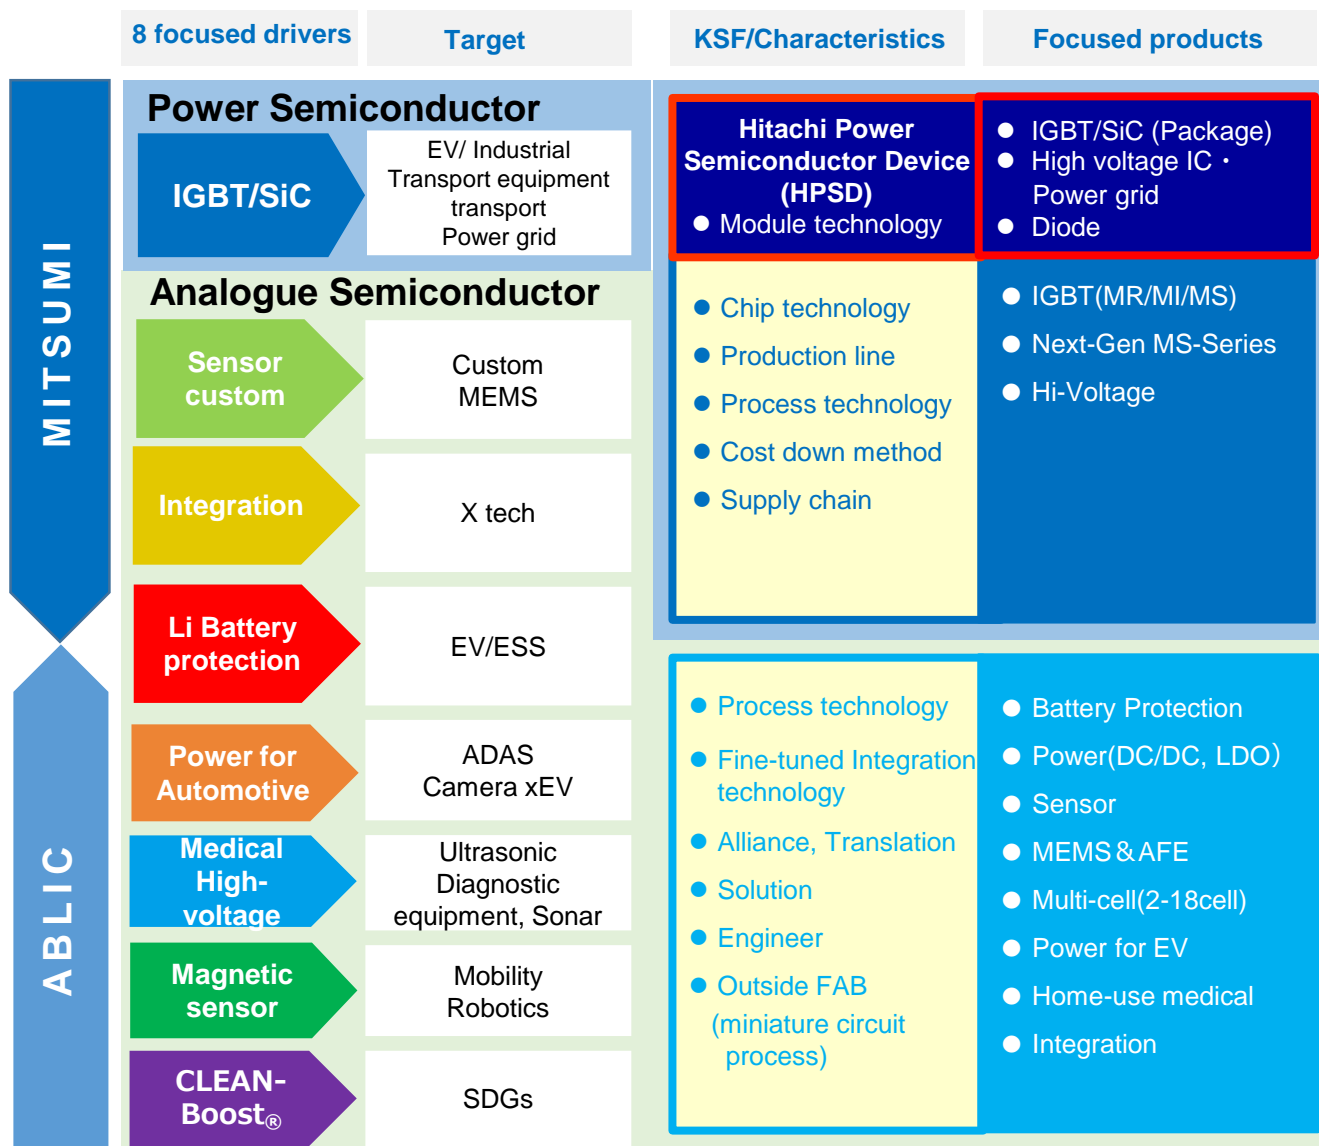 8 focused drivers
Target
KSF/Characteristics
Focused products
MITSUMI
ABLIC
Power Semiconductor
IGBT/SiC
EV/ Industrial
Transport equipment
transport
Power grid
Analogue Semiconductor
Sensor
custom
Custom
MEMS
Integration
X tech
Li Battery
protection
EV/ESS
Power for
Automotive
ADAS
Camera xEV
Medical
High-
voltage
Ultrasonic
Diagnostic
equipment, Sonar
Magnetic
sensor
Mobility
Robotics
CLEAN-
Boost®
SDGs
Hitachi Power
Semiconductor Device
(HPSD)
● Module technology
● IGBT/SiC (Package)
● High voltage IC・
Power grid
● Diode
● Chip technology
● Production line
● Process technology
● Cost down method
● Supply chain
● IGBT(MR/MI/MS)
● Next-Gen MS-Series
● Hi-Voltage
● Process technology
● Fine-tuned Integration
technology
● Alliance, Translation
● Solution
● Engineer
● Outside FAB
(miniature circuit
process)
● Battery Protection
● Power(DC/DC, LDO）
● Sensor
● MEMS＆AFE
● Multi-cell(2-18cell)
● Power for EV
● Home-use medical
● Integration